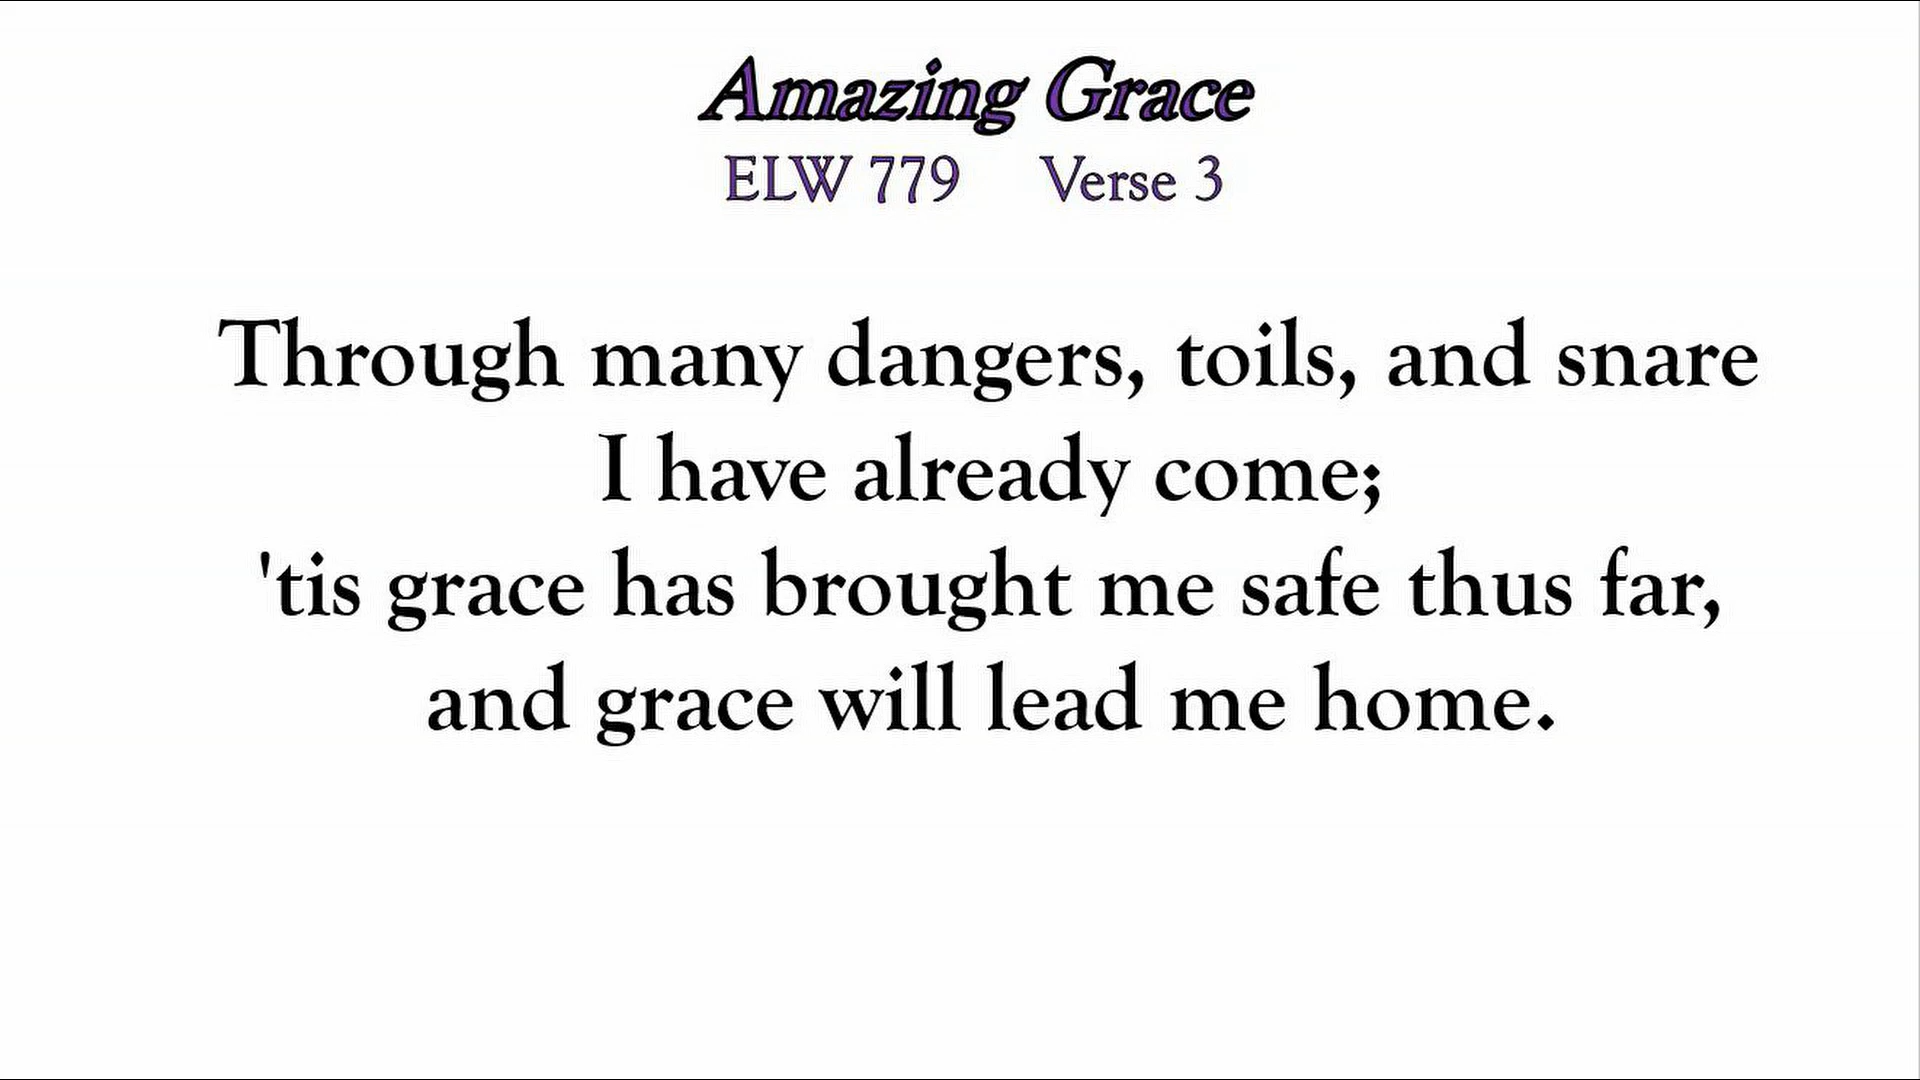 Amazing Grace
ELW 779 Verse 3
Through many dangers, toils, and snare
I have already come;
'tis grace has brought me safe thus far,
and grace will lead me home.